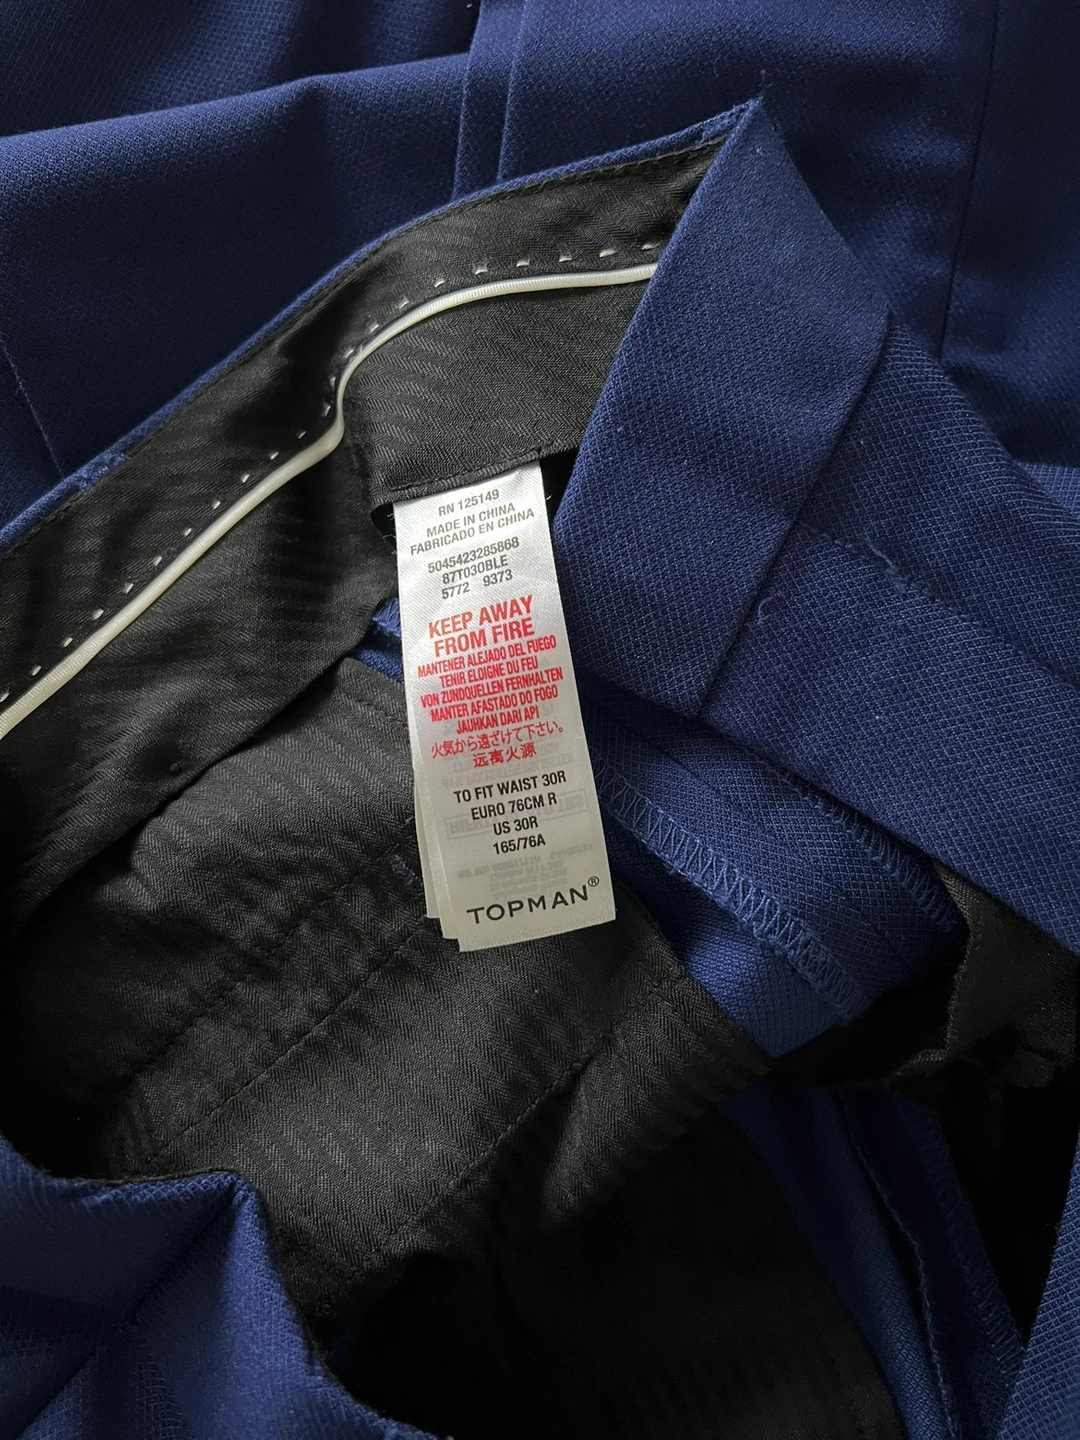 RN 125149
MADE IN CHINA
FABRICADO EN CHINA
5045423285868
87T03OBLE
5772 9373
KEEP AWAY
FROM FIRE
MANTENER ALEJADO DEL FUEGO
TENIR ELOIGNE DU FEU
VON ZUNDQUELLEN FERNHALTEN
MANTER AFASTADO DO FOGO
JAUHKAN DARI API
火気から遠ざけて下さい。
远离火源
TO FIT WAIST 30R
EURO 76CM R
US 30R
165/76A
TOPMAN®